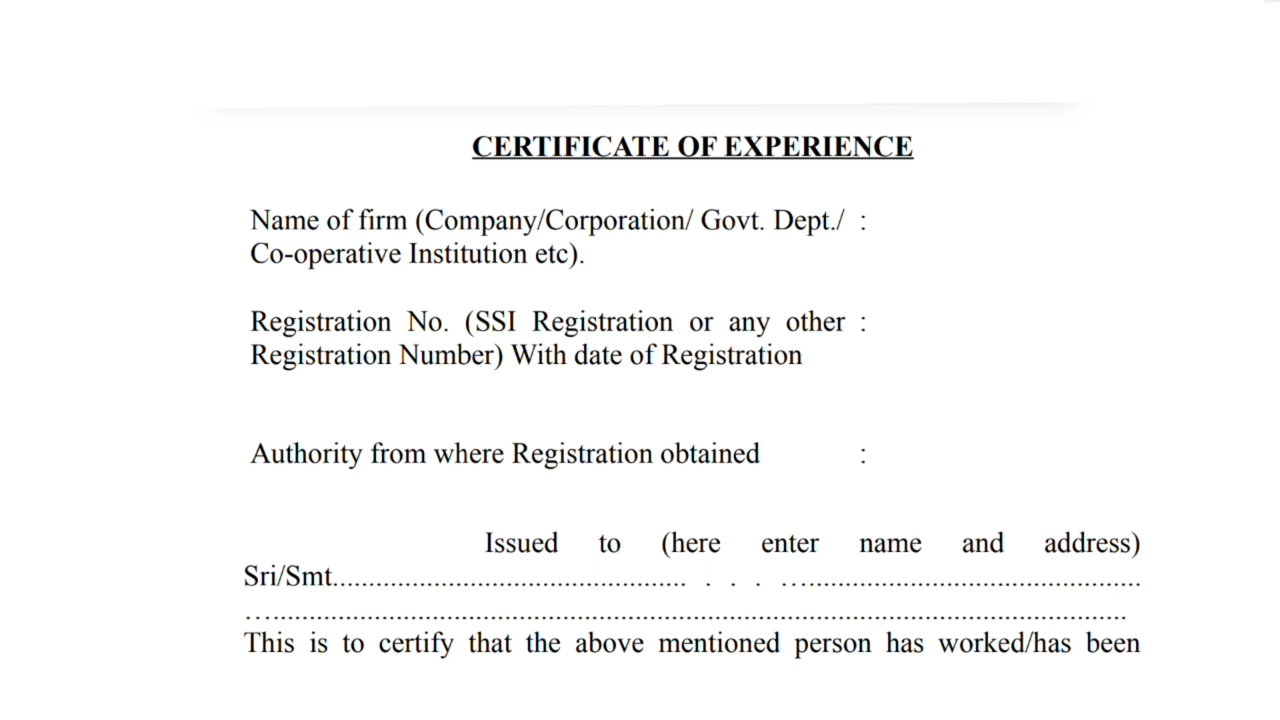 CERTIFICATE OF EXPERIENCE
Name of firm (Company/Corporation/ Govt. Dept./ :
Co-operative Institution etc).
Registration No. (SSI Registration or any other :
Registration Number) With date of Registration
Authority from where Registration obtained :
Issued to (here enter name and address)
Sri/Smt.............................................. . . . …............................................
…....................................................................................................................
This is to certify that the above mentioned person has worked/has been